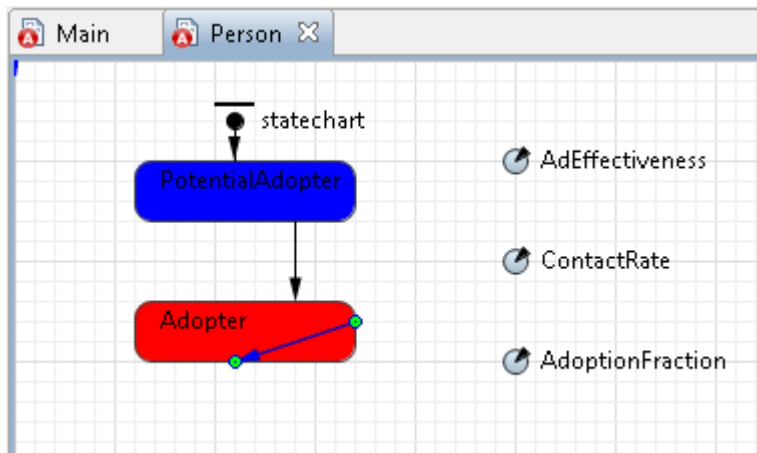 Main
Person
statechart
PotentialAdopter
AdEffectiveness
ContactRate
Adopter
AdoptionFraction